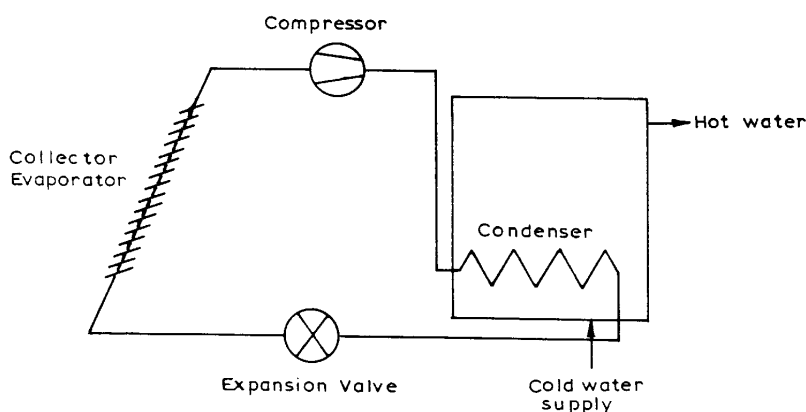 Compressor
Hot water
Collector
Evaporator
Condenser
Expansion Valve
Cold water
supply